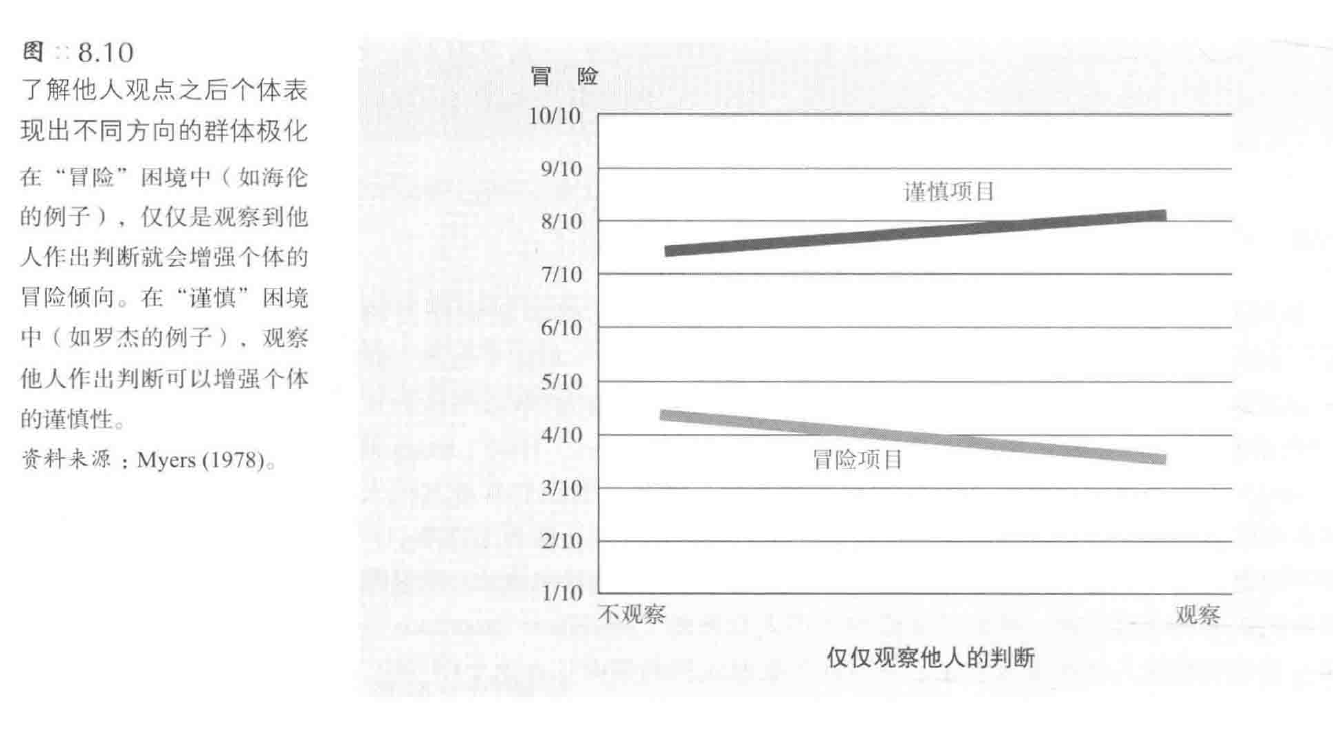 图 :: 8.10
了解他人观点之后个体表
现出不同方向的群体极化
在“冒险”困境中（如海伦
的例子），仅仅是观察到他
人作出判断就会增强个体的
冒险倾向。在“谨慎”困境
中（如罗杰的例子），观察
他人作出判断可以增强个体
的谨慎性。
资料来源：Myers (1978)。
冒 险
10/10
9/10
谨慎项目
8/10
7/10
6/10
5/10
4/10
冒险项目
3/10
2/10
1/10
不观察
观察
仅仅观察他人的判断